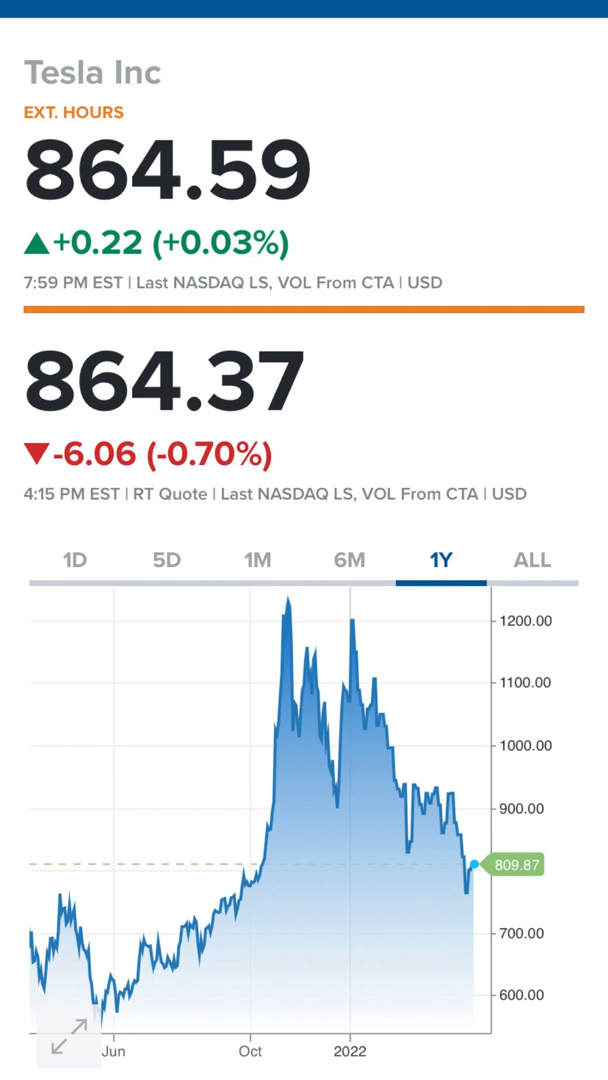 Tesla Inc
EXT. HOURS
864.59
▲+0.22 (+0.03%)
7:59 PM EST | Last NASDAQ LS, VOL From CTA | USD
864.37
▼-6.06 (-0.70%)
4:15 PM EST | RT Quote | Last NASDAQ LS, VOL From CTA | USD
1D 5D 1M 6M 1Y ALL
1200.00
1100.00
1000.00
900.00
809.87
700.00
600.00
Jun Oct 2022